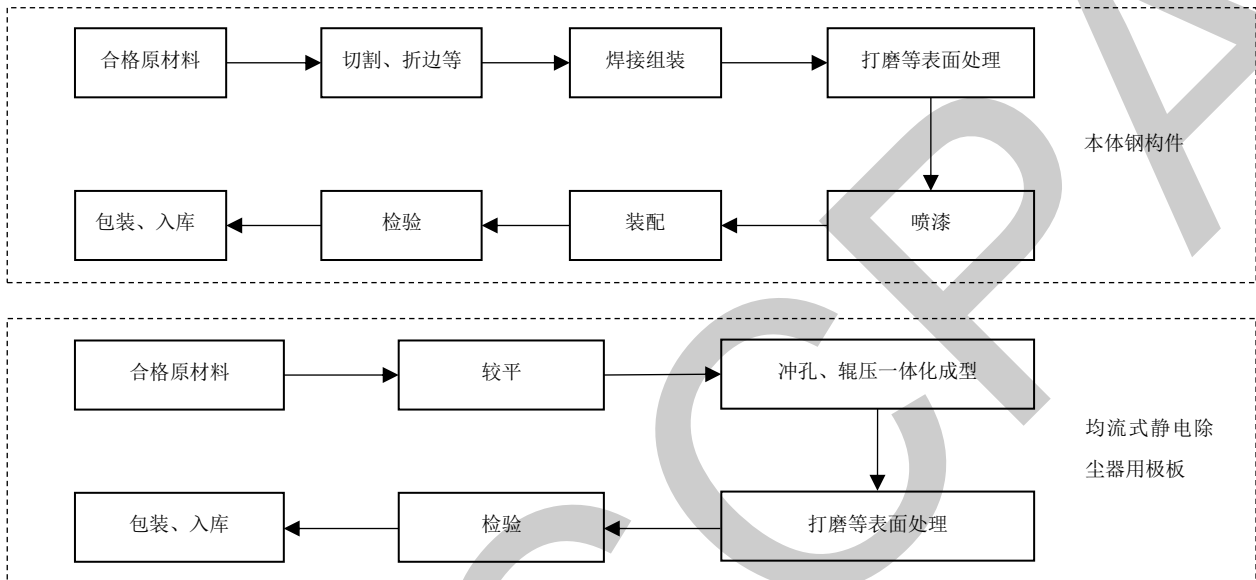 合格原材料
切割、折边等
焊接组装
打磨等表面处理
本体钢构件
包装、入库
检验
装配
喷漆
合格原材料
较平
冲孔、辊压一体化成型
均流式静电除
尘器用极板
包装、入库
检验
打磨等表面处理
CCPA